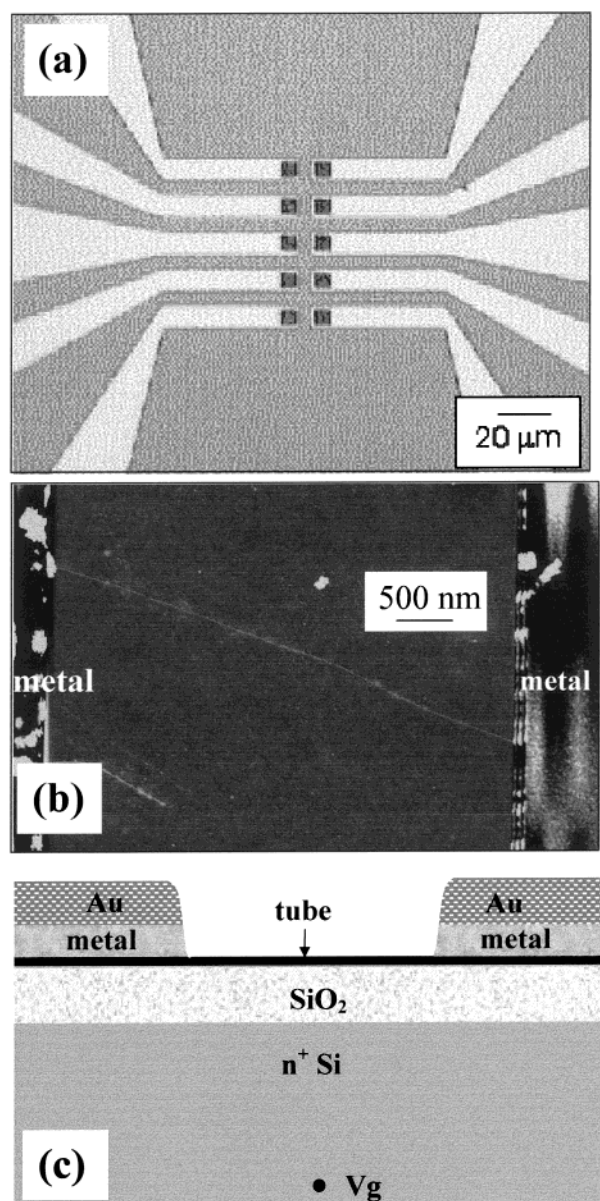 (a)
20 μm
500 nm
metal
metal
(b)
Au
Au
tube
metal
metal
SiO₂
n⁺ Si
(c)
Vg